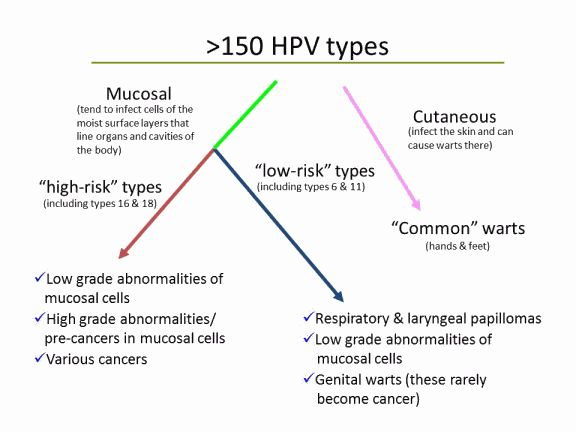 >150 HPV types
Mucosal
(tend to infect cells of the
moist surface layers that
line organs and cavities of
the body)
Cutaneous
(infect the skin and can
cause warts there)
"high-risk" types
(including types 16 & 18)
"low-risk" types
(including types 6 & 11)
"Common" warts
(hands & feet)
✓Low grade abnormalities of
mucosal cells
✓High grade abnormalities/
pre-cancers in mucosal cells
✓Various cancers
✓Respiratory & laryngeal papillomas
✓Low grade abnormalities of
mucosal cells
✓Genital warts (these rarely
become cancer)